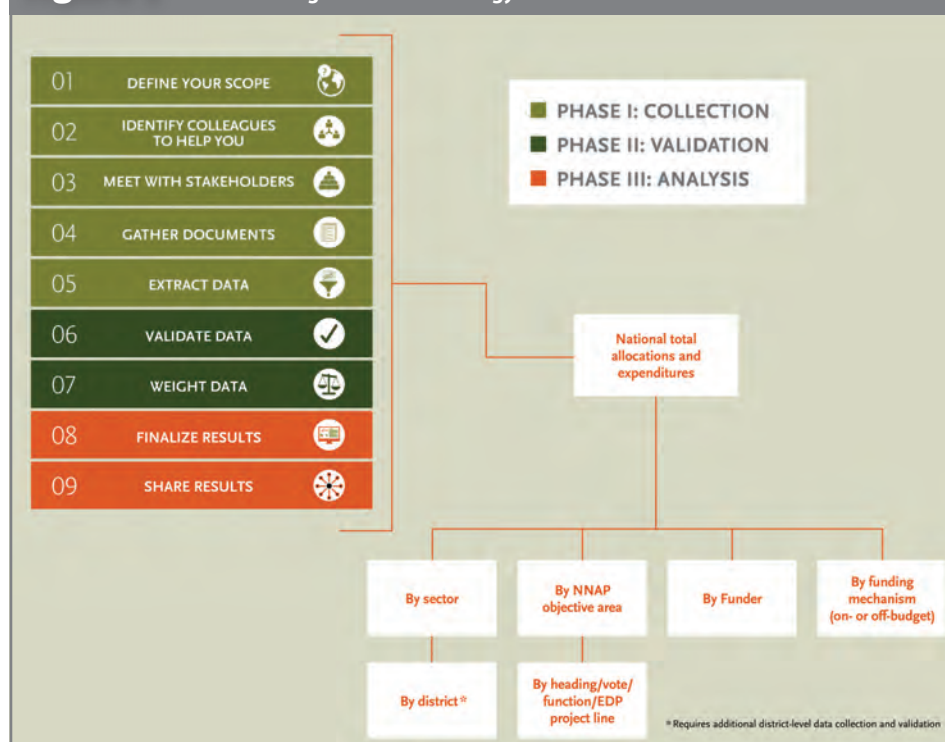 01 DEFINE YOUR SCOPE
02 IDENTIFY COLLEAGUES
TO HELP YOU
03 MEET WITH STAKEHOLDERS
04 GATHER DOCUMENTS
05 EXTRACT DATA
06 VALIDATE DATA
07 WEIGHT DATA
08 FINALIZE RESULTS
09 SHARE RESULTS
PHASE I: COLLECTION
PHASE II: VALIDATION
PHASE III: ANALYSIS
National total
allocations and
expenditures
By sector
By NNAP
objective area
By Funder
By funding
mechanism
(on- or off-budget)
By district*
By heading/vote/
function/EDP
project line
*Requires additional district-level data collection and validation